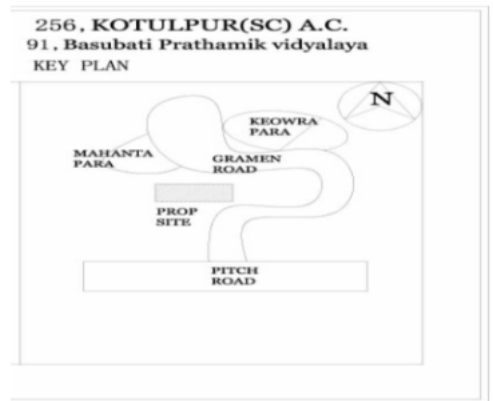 256, KOTULPUR(SC) A.C.
91, Basubati Prathamik vidyalaya
KEY PLAN
N
KEOWRA
PARA
MAHANTA
PARA
GRAMEN
ROAD
PROP
SITE
PITCH
ROAD